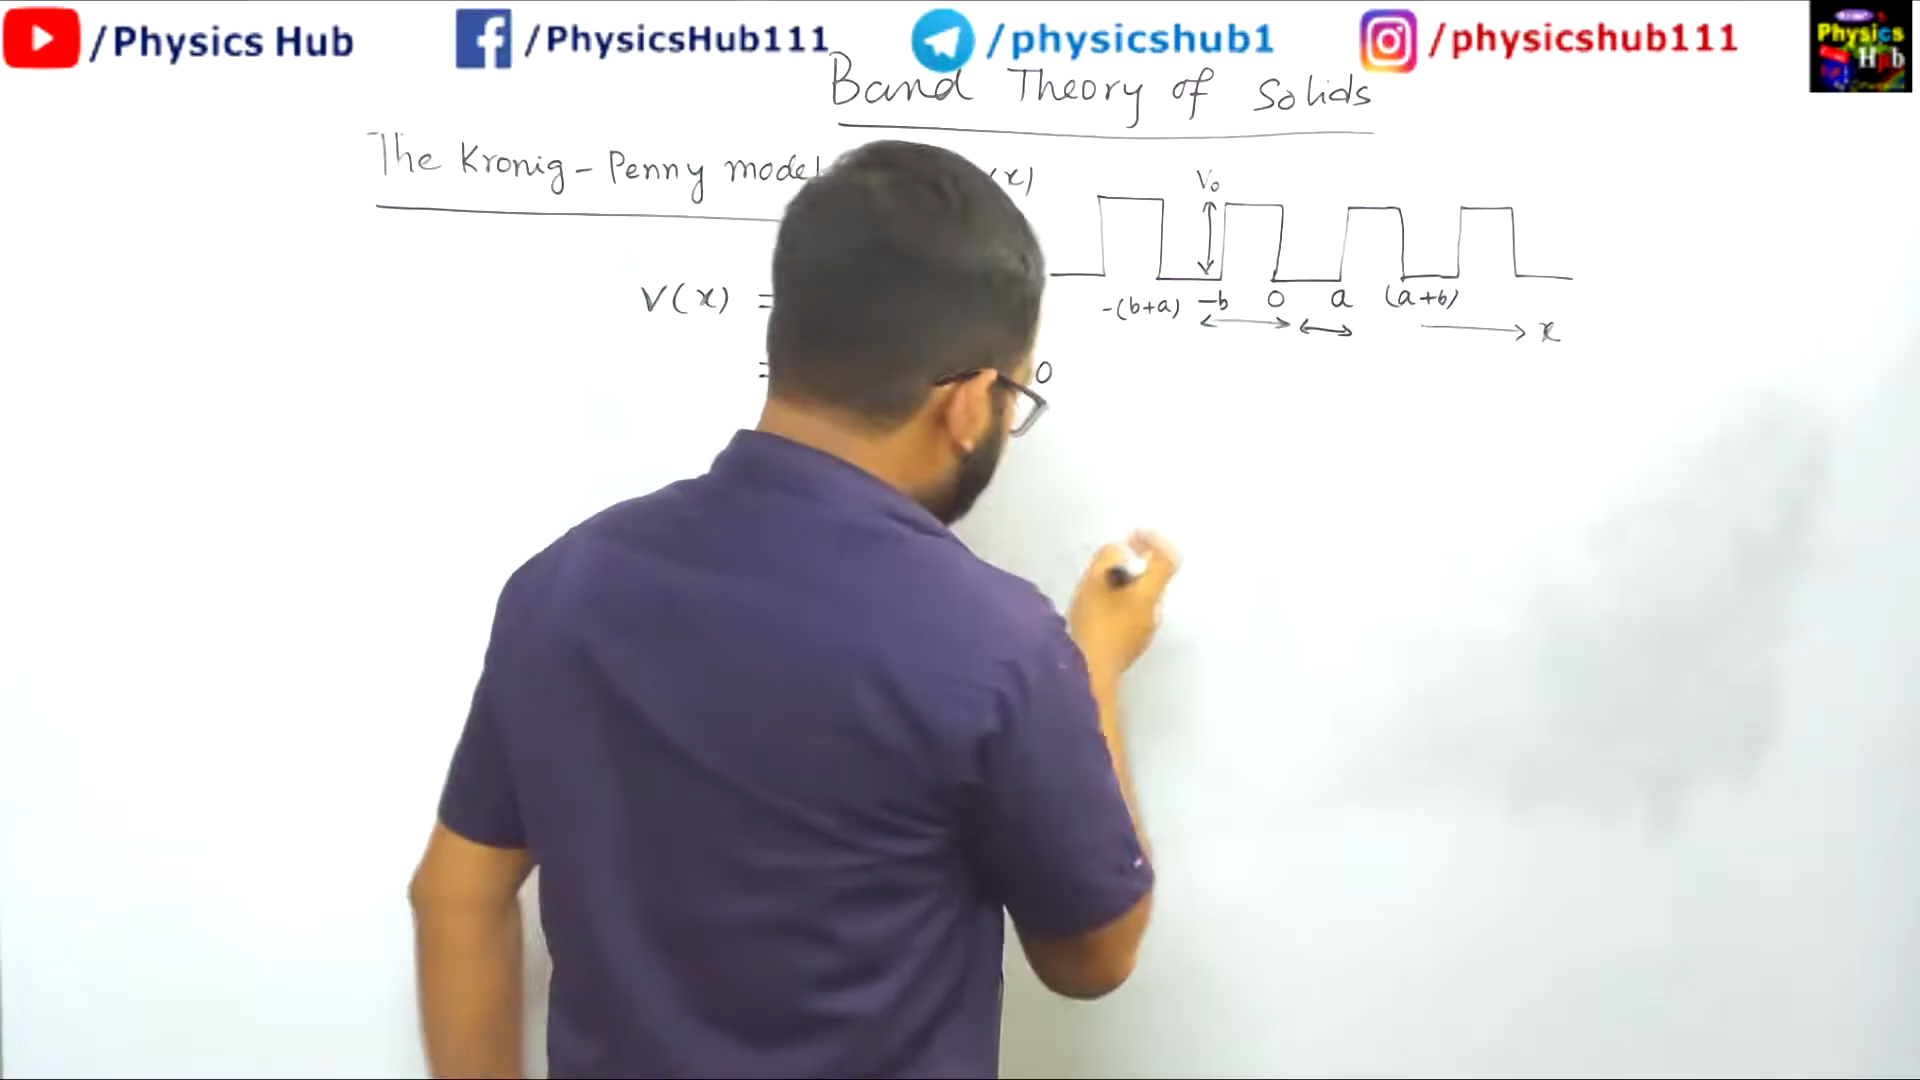 /Physics Hub /PhysicsHub111 /physicshub1 /physicshub111
Physics
Hub
Band Theory of Solids
The Kronig-Penny model
(x)
V₀
V(x) =
-(b+a) -b 0 a (a+b)
x
= 0